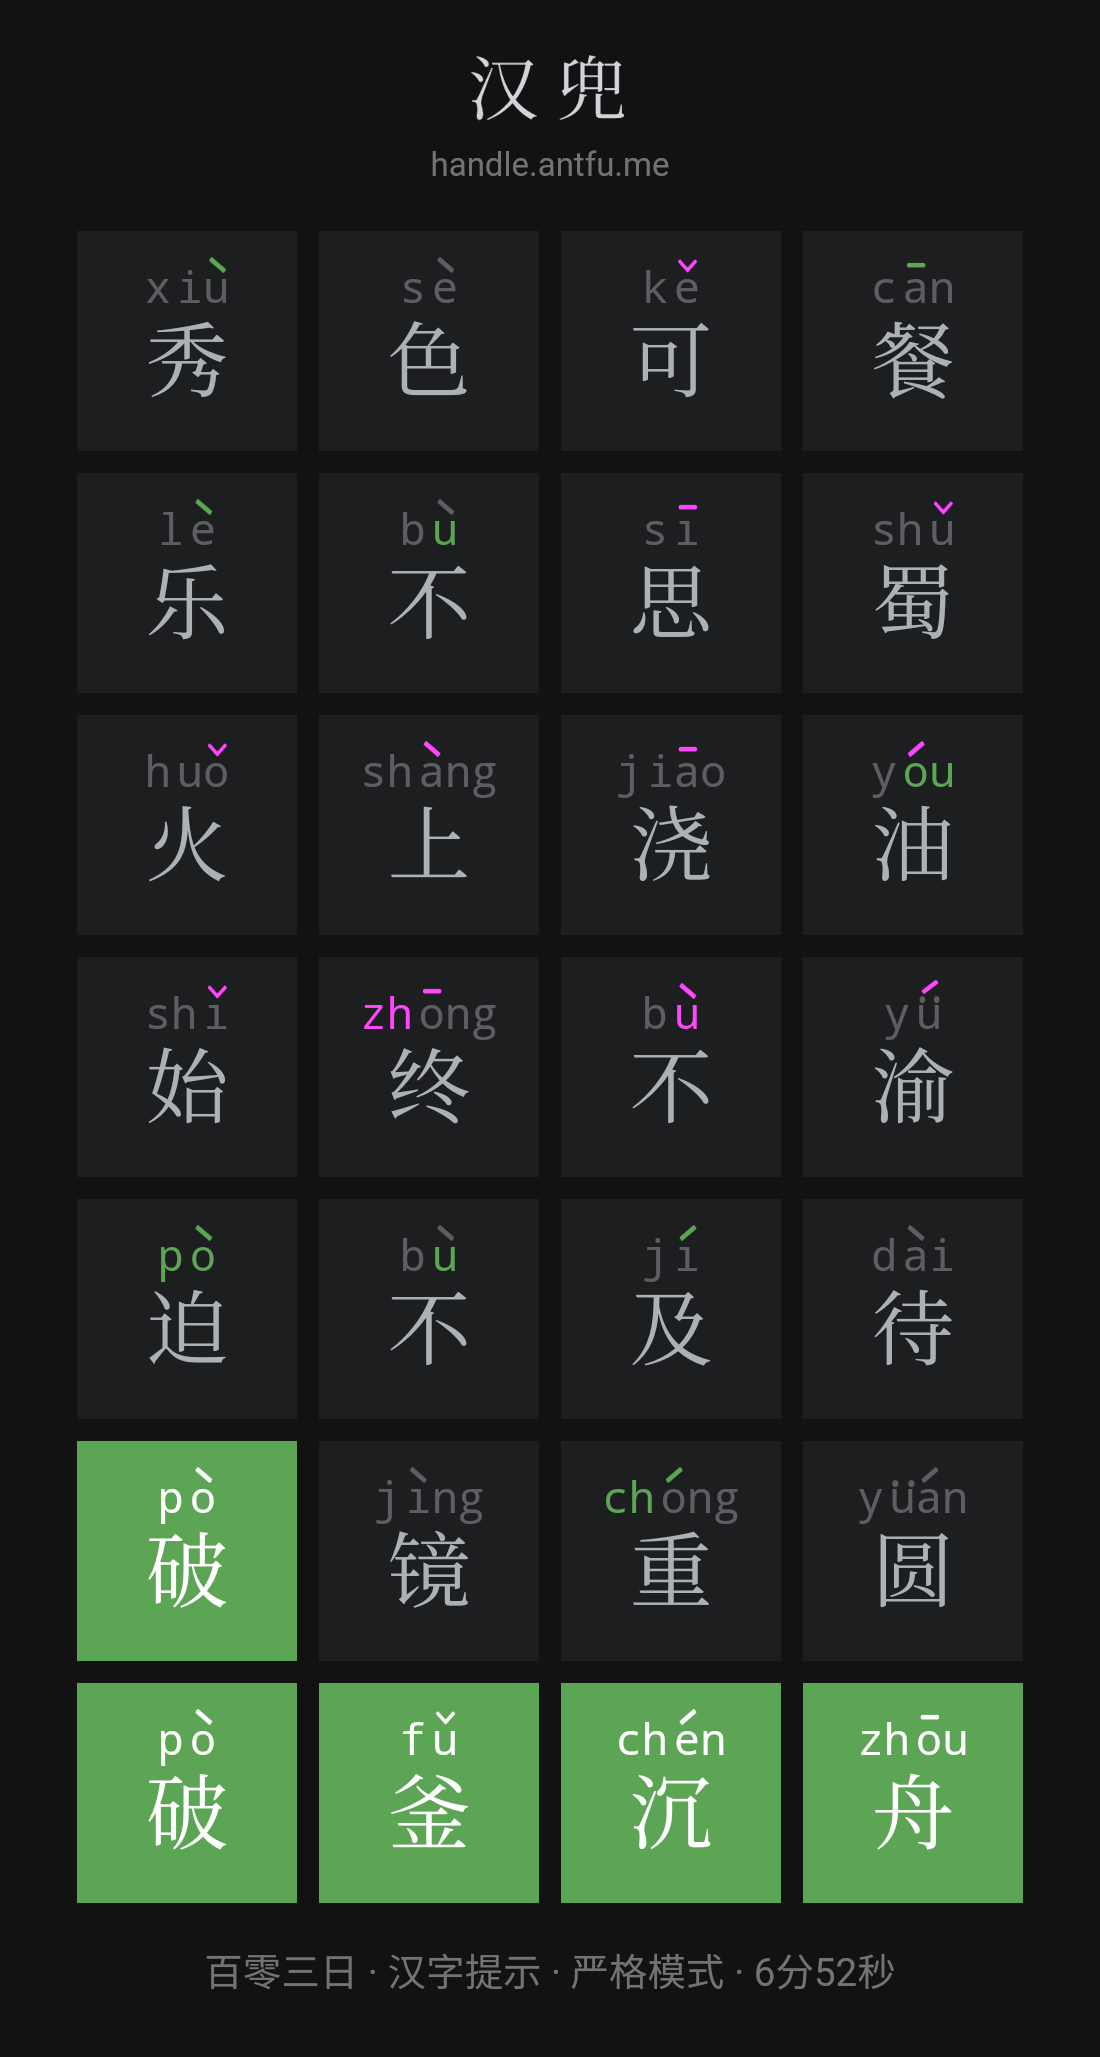 汉兜
handle.antfu.me
xiù sè kě cān
秀 色 可 餐
lè bù sī shǔ
乐 不 思 蜀
huǒ shàng jiāo yóu
火 上 浇 油
shǐ zhōng bù yǘ
始 终 不 渝
pò bù jí dài
迫 不 及 待
pò jìng chóng yüán
破 镜 重 圆
pò fǔ chén zhōu
破 釜 沉 舟
百零三日 · 汉字提示 · 严格模式 · 6分52秒